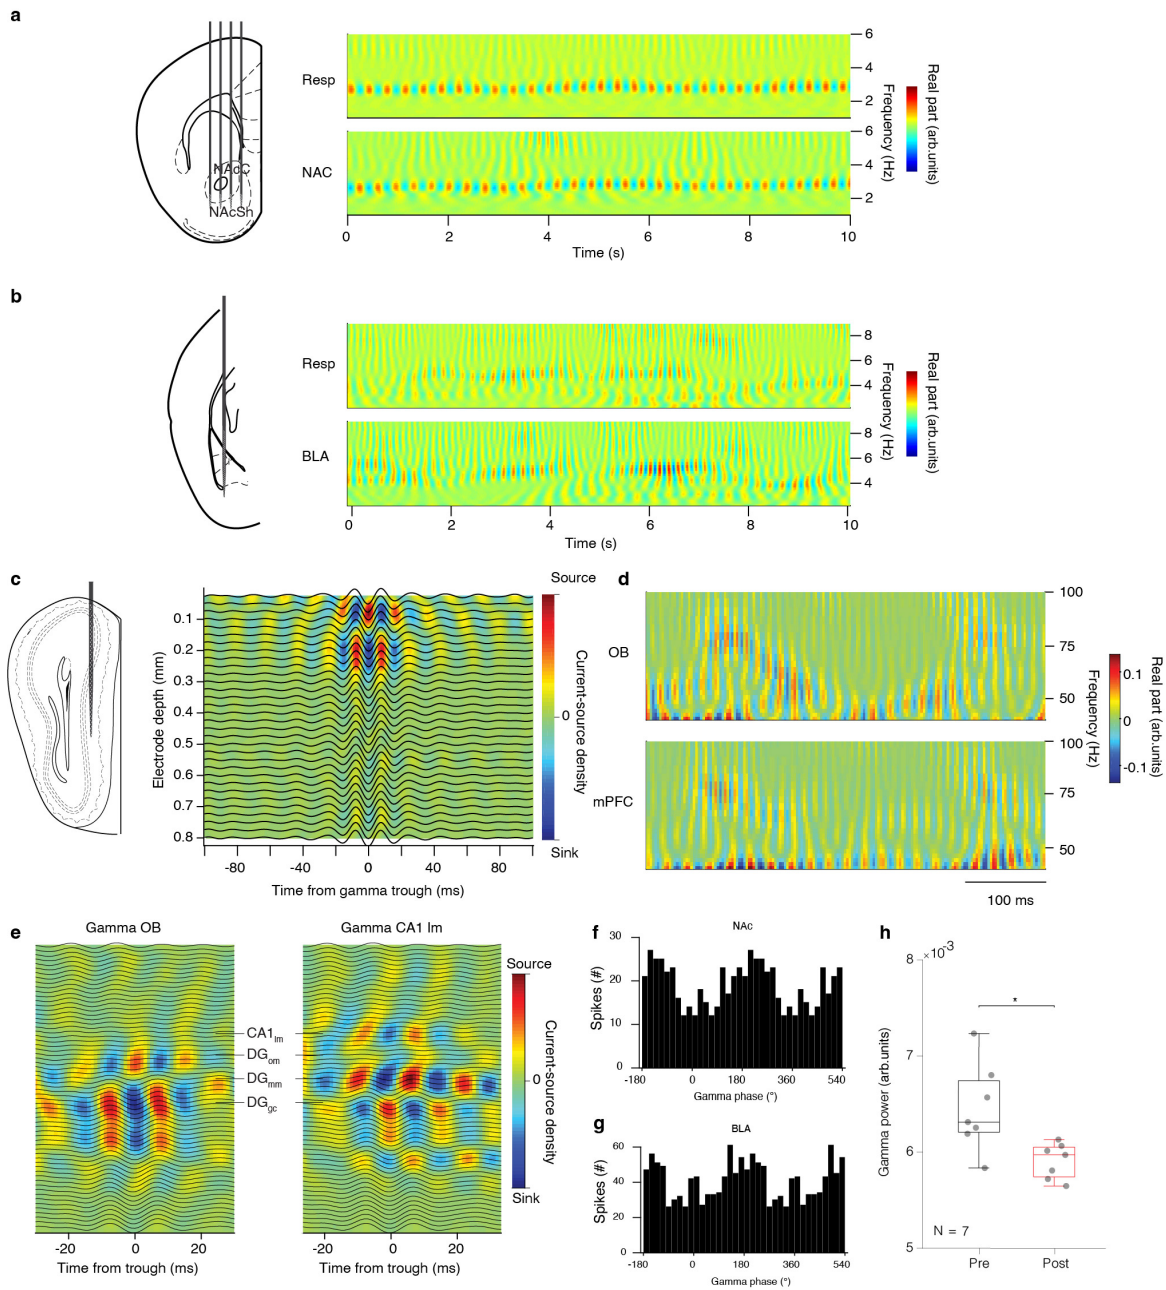 a
Resp
NAC
NAcC
NAcSh
6
4
2
6
4
2
Frequency (Hz)
Real part (arb.units)
0 2 4 6 8 10
Time (s)
b
Resp
BLA
8
6
4
8
6
4
Frequency (Hz)
Real part (arb.units)
0 2 4 6 8 10
Time (s)
c
Electrode depth (mm)
0.1
0.2
0.3
0.4
0.5
0.6
0.7
0.8
-80 -40 0 40 80
Time from gamma trough (ms)
Source
0
Sink
Current-source density
d
OB
mPFC
100
75
50
100
75
50
Frequency (Hz)
0.1
0
-0.1
Real part (arb.units)
100 ms
e
Gamma OB
Gamma CA1 lm
CA1lm
DGom
DGmm
DGgc
-20 0 20
Time from trough (ms)
-20 0 20
Time from trough (ms)
Source
0
Sink
Current-source density
f
NAc
Spikes (#)
30
20
10
0
-180 0 180 360 540
Gamma phase (°)
g
BLA
Spikes (#)
60
40
20
0
-180 0 180 360 540
Gamma phase (°)
h
×10-3
Gamma power (arb.units)
8
7
6
5
*
N = 7
Pre Post